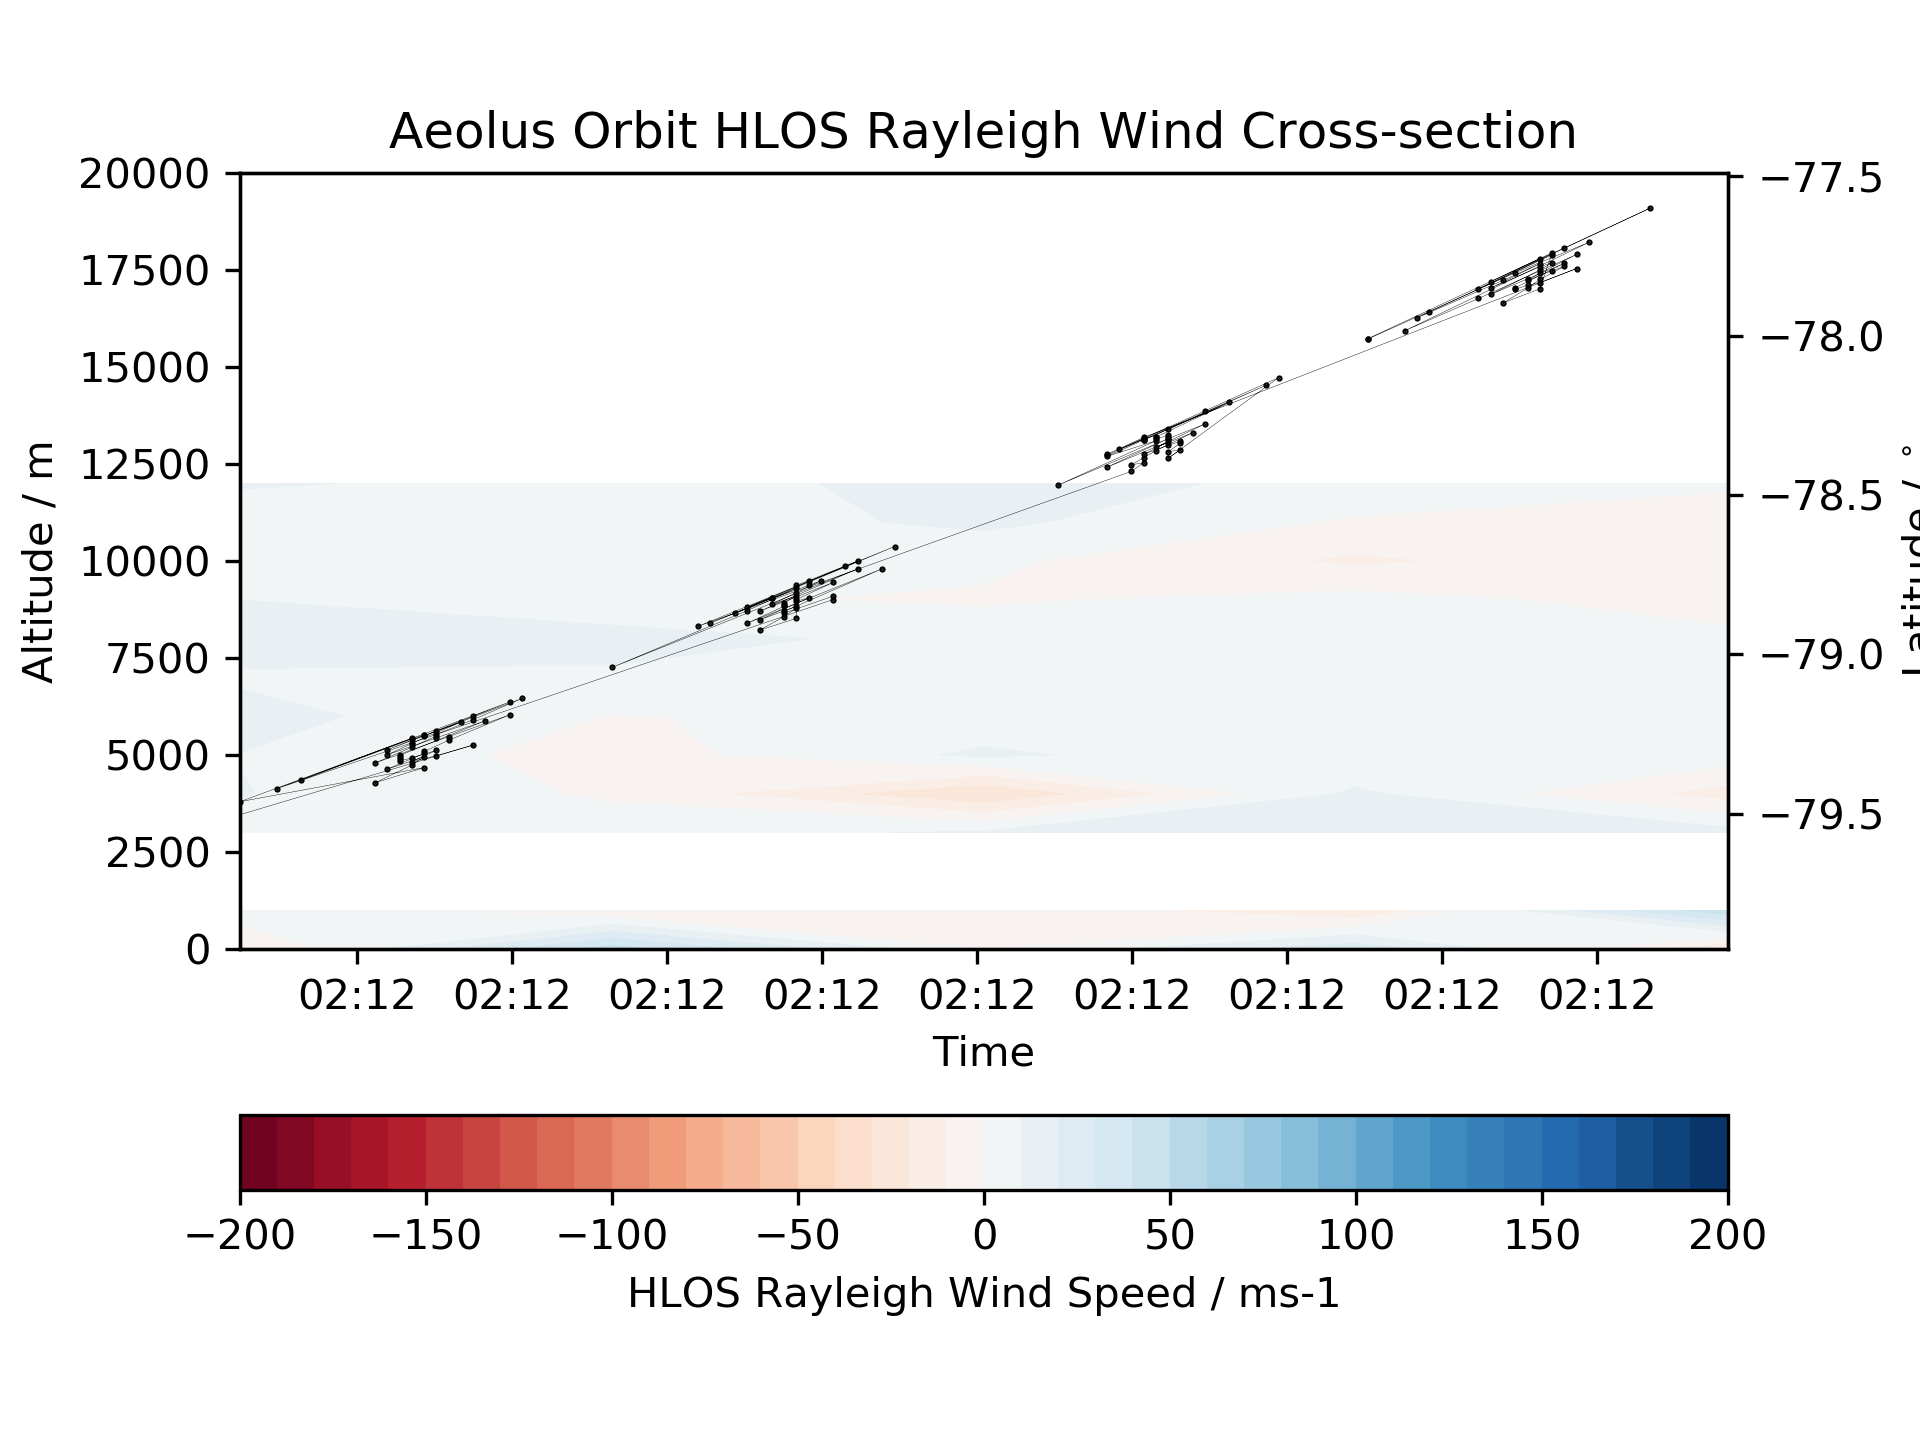 Aeolus Orbit HLOS Rayleigh Wind Cross-section
20000
17500
15000
12500
10000
7500
5000
2500
0
Altitude / m
−77.5
−78.0
−78.5
−79.0
−79.5
Latitude / °
02:12 02:12 02:12 02:12 02:12 02:12 02:12 02:12 02:12
Time
−200 −150 −100 −50 0 50 100 150 200
HLOS Rayleigh Wind Speed / ms-1